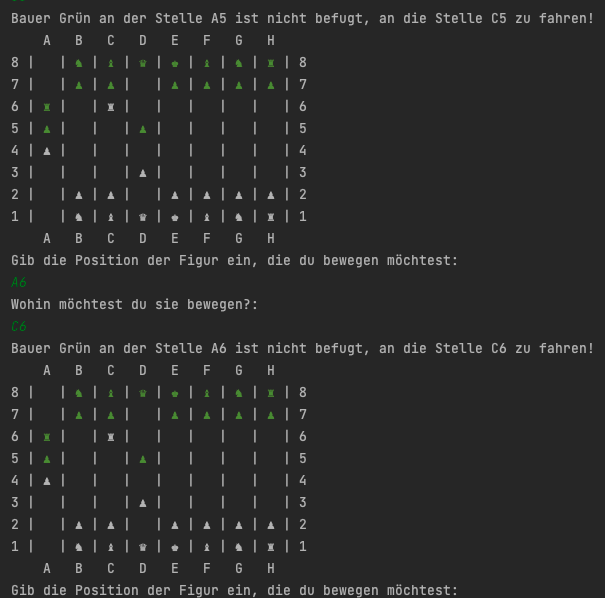 Bauer Grün an der Stelle A5 ist nicht befugt, an die Stelle C5 zu fahren!
A B C D E F G H
8 | | ♞ | ♝ | ♛ | ♚ | ♝ | ♞ | ♜ | 8
7 | | ♟ | ♟ | | ♟ | ♟ | ♟ | ♟ | 7
6 | ♜ | | ♜ | | | | | | 6
5 | ♟ | | | ♟ | | | | | 5
4 | ♟ | | | | | | | | 4
3 | | | | ♟ | | | | | 3
2 | | ♟ | ♟ | | ♟ | ♟ | ♟ | ♟ | 2
1 | | ♞ | ♝ | ♛ | ♚ | ♝ | ♞ | ♜ | 1
A B C D E F G H
Gib die Position der Figur ein, die du bewegen möchtest:
A6
Wohin möchtest du sie bewegen?:
C6
Bauer Grün an der Stelle A6 ist nicht befugt, an die Stelle C6 zu fahren!
A B C D E F G H
8 | | ♞ | ♝ | ♛ | ♚ | ♝ | ♞ | ♜ | 8
7 | | ♟ | ♟ | | ♟ | ♟ | ♟ | ♟ | 7
6 | ♜ | | ♜ | | | | | | 6
5 | ♟ | | | ♟ | | | | | 5
4 | ♟ | | | | | | | | 4
3 | | | | ♟ | | | | | 3
2 | | ♟ | ♟ | | ♟ | ♟ | ♟ | ♟ | 2
1 | | ♞ | ♝ | ♛ | ♚ | ♝ | ♞ | ♜ | 1
A B C D E F G H
Gib die Position der Figur ein, die du bewegen möchtest: